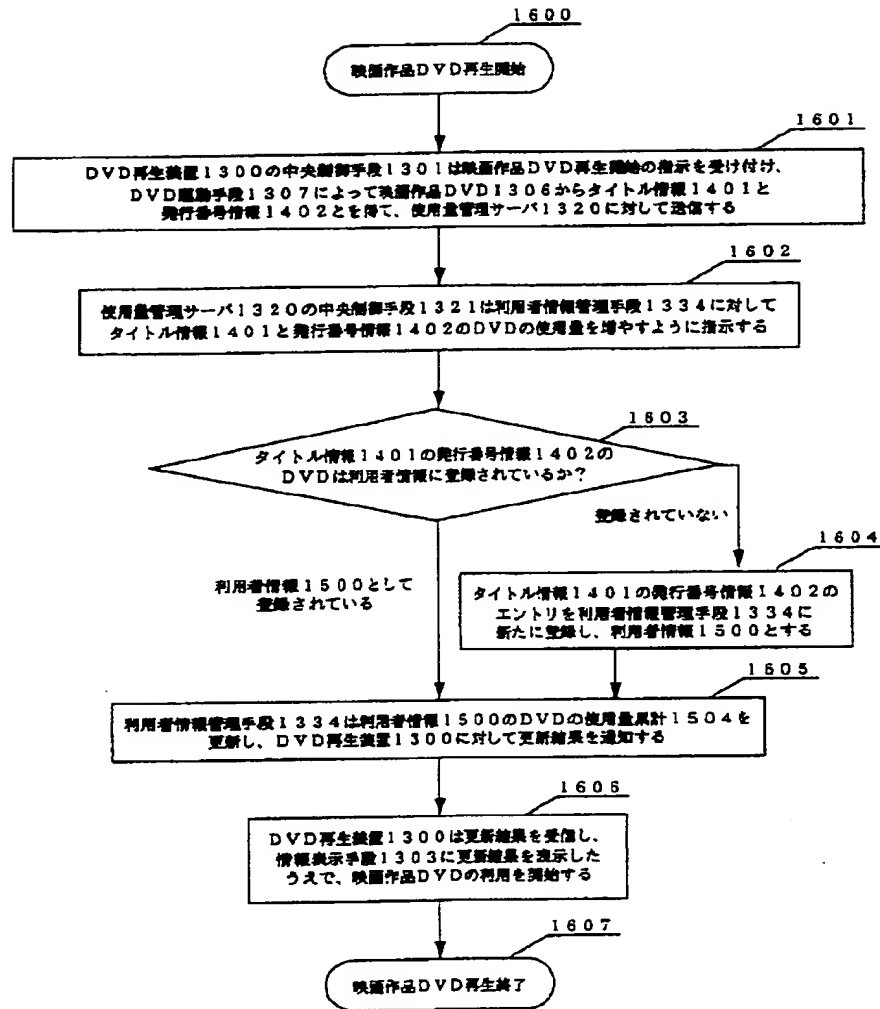 1600
映画作品DVD再生開始
1601
DVD再生装置1300の中央制御手段1301は映画作品DVD再生開始の指示を受け付け、
DVD駆動手段1307によって映画作品DVD1306からタイトル情報1401と
発行番号情報1402とを得て、使用量管理サーバ1320に対して送信する
1602
使用量管理サーバ1320の中央制御手段1321は利用者情報管理手段1334に対して
タイトル情報1401と発行番号情報1402のDVDの使用量を増やすように指示する
1603
タイトル情報1401の発行番号情報1402の
DVDは利用者情報に登録されているか?
登録されていない
1604
利用者情報1500として
登録されている
タイトル情報1401の発行番号情報1402の
エントリを利用者情報管理手段1334に
新たに登録し、利用者情報1500とする
1605
利用者情報管理手段1334は利用者情報1500のDVDの使用量累計1504を
更新し、DVD再生装置1300に対して更新結果を通知する
1606
DVD再生装置1300は更新結果を受信し、
情報表示手段1303に更新結果を表示した
うえで、映画作品DVDの利用を開始する
1607
映画作品DVD再生終了